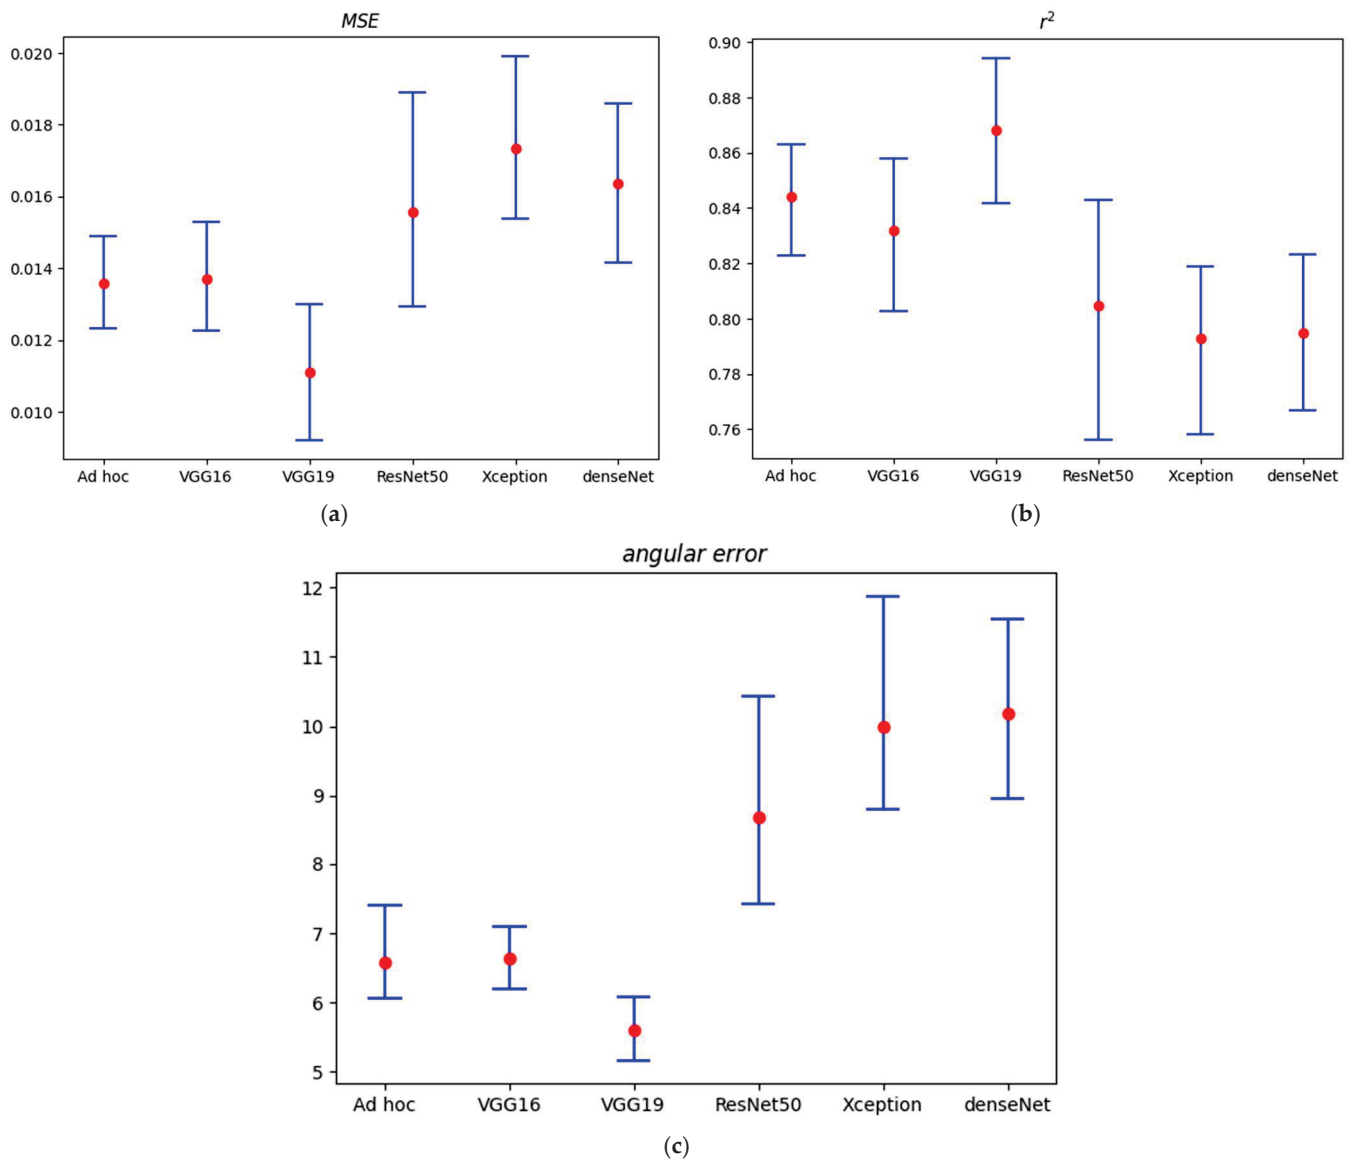 MSE
0.020
0.018
0.016
0.014
0.012
0.010
Ad hoc VGG16 VGG19 ResNet50 Xception denseNet
(a)
r²
0.90
0.88
0.86
0.84
0.82
0.80
0.78
0.76
Ad hoc VGG16 VGG19 ResNet50 Xception denseNet
(b)
angular error
12
11
10
9
8
7
6
5
Ad hoc VGG16 VGG19 ResNet50 Xception denseNet
(c)